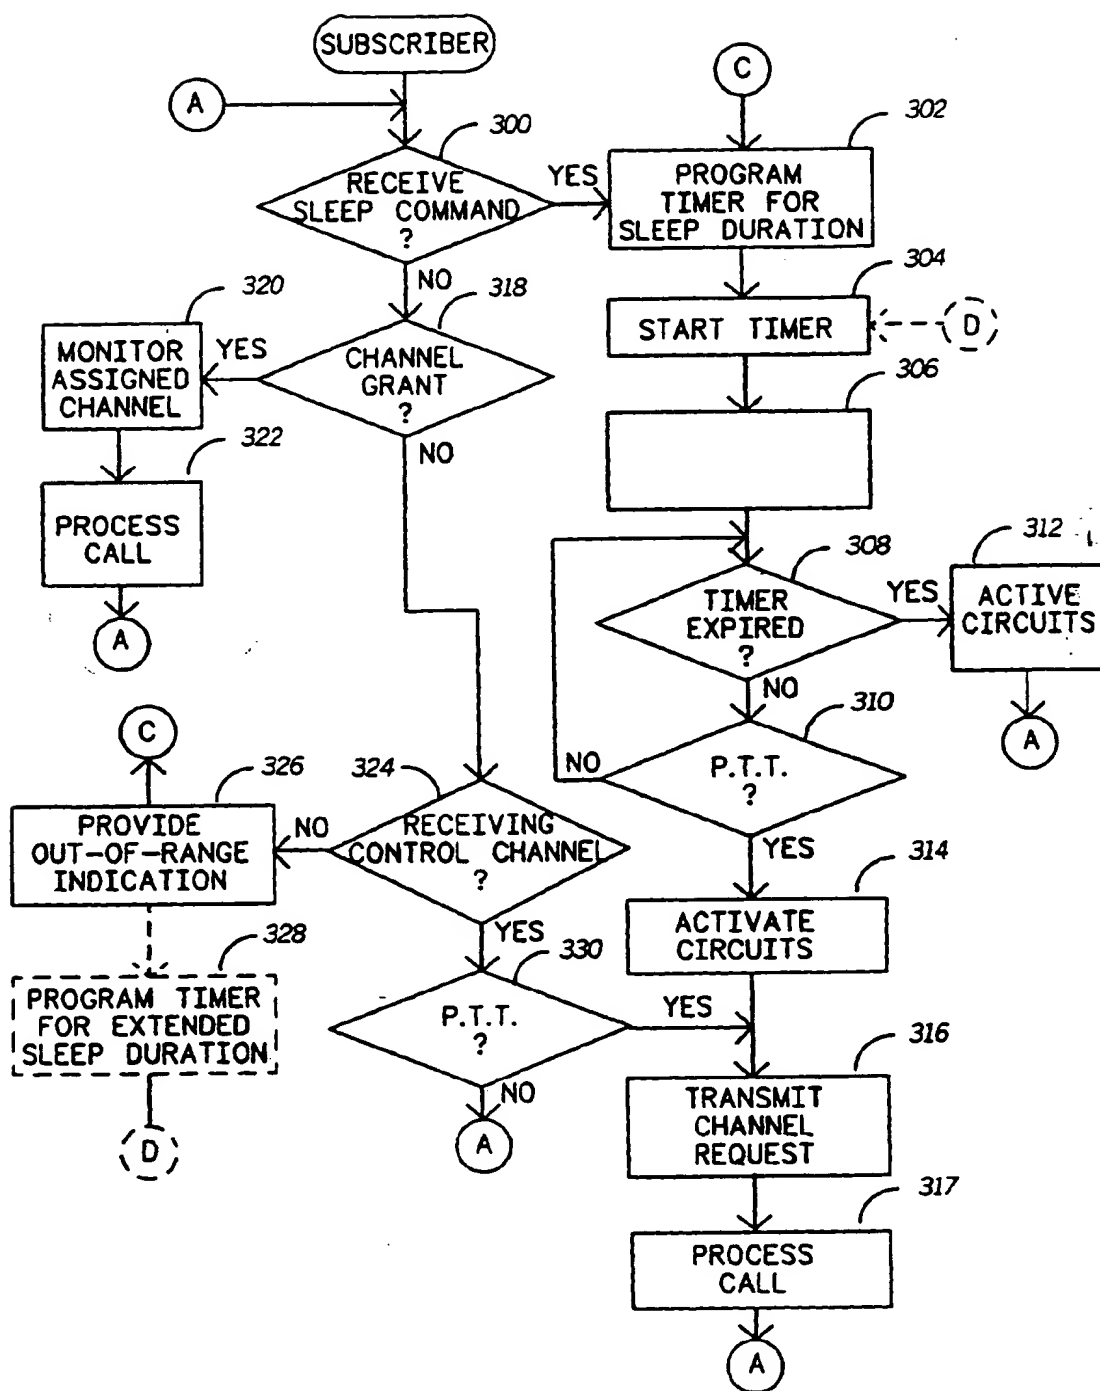 SUBSCRIBER
C
A
300
302
RECEIVE
SLEEP COMMAND
?
YES
PROGRAM
TIMER FOR
SLEEP DURATION
NO
304
START TIMER
D
320
318
MONITOR
ASSIGNED
CHANNEL
YES
CHANNEL
GRANT
?
306
NO
322
PROCESS
CALL
A
308
312
TIMER
EXPIRED
?
YES
ACTIVE
CIRCUITS
NO
A
310
P.T.T.
?
NO
YES
C
326
324
PROVIDE
OUT-OF-RANGE
INDICATION
NO
RECEIVING
CONTROL CHANNEL
?
YES
314
ACTIVATE
CIRCUITS
328
330
PROGRAM TIMER
FOR EXTENDED
SLEEP DURATION
D
P.T.T.
?
YES
NO
A
316
TRANSMIT
CHANNEL
REQUEST
317
PROCESS
CALL
A